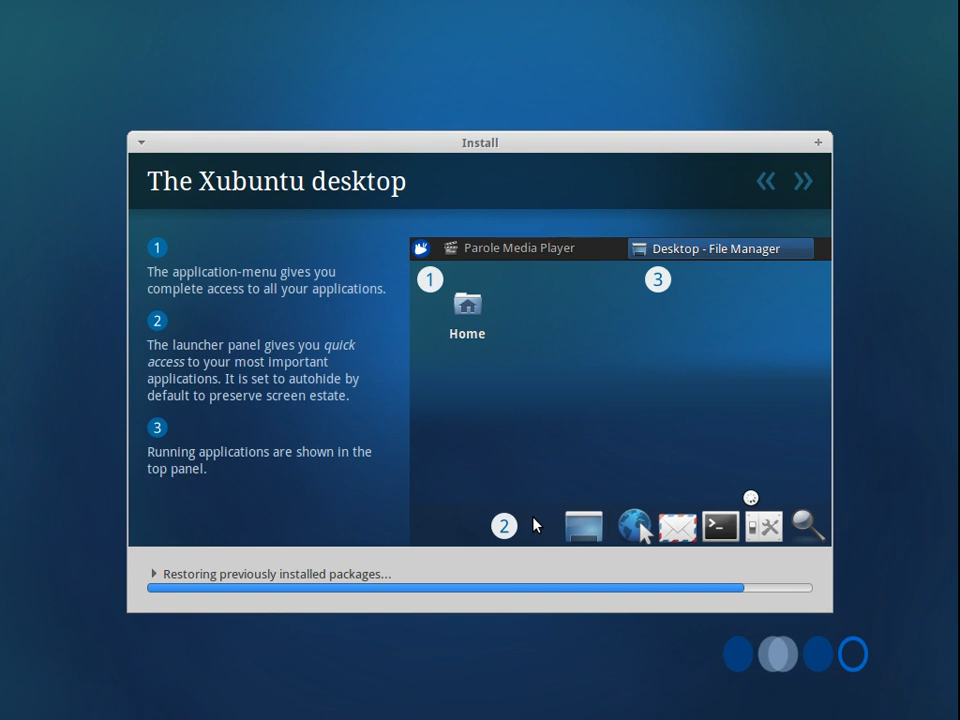 Install
The Xubuntu desktop
1
The application-menu gives you
complete access to all your applications.
2
The launcher panel gives you quick
access to your most important
applications. It is set to autohide by
default to preserve screen estate.
3
Running applications are shown in the
top panel.
Parole Media Player
Desktop - File Manager
1
3
Home
2
Restoring previously installed packages...